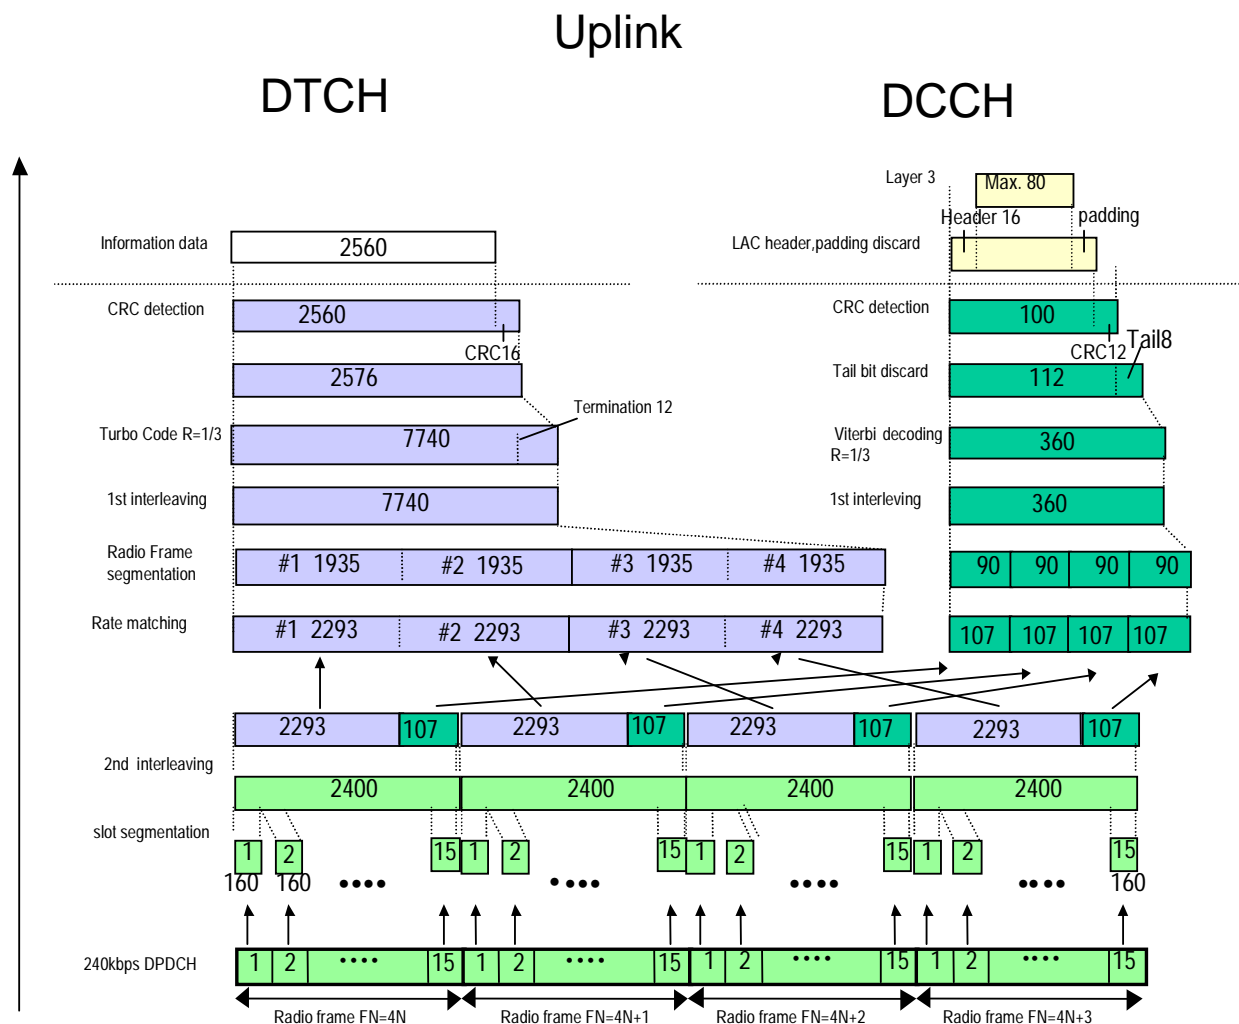 Uplink
DTCH
DCCH
Layer 3
Max. 80
Header 16
padding
Information data
2560
LAC header,padding discard
CRC detection
2560
CRC16
CRC detection
100
CRC12
Tail8
2576
Tail bit discard
112
Termination 12
Turbo Code R=1/3
7740
Viterbi decoding
R=1/3
360
1st interleaving
7740
1st interleving
360
Radio Frame
segmentation
#1 1935 #2 1935 #3 1935 #4 1935
90 90 90 90
Rate matching
#1 2293 #2 2293 #3 2293 #4 2293
107 107 107 107
2293 107 2293 107 2293 107 2293 107
2nd interleaving
2400 2400 2400 2400
slot segmentation
1 2 15 1 2 15 1 2 15 1 2 15
160 160 •••• •••• •••• •••• 160
240kbps DPDCH
1 2 •••• 15 1 2 •••• 15 1 2 •••• 15 1 2 •••• 15
Radio frame FN=4N Radio frame FN=4N+1 Radio frame FN=4N+2 Radio frame FN=4N+3